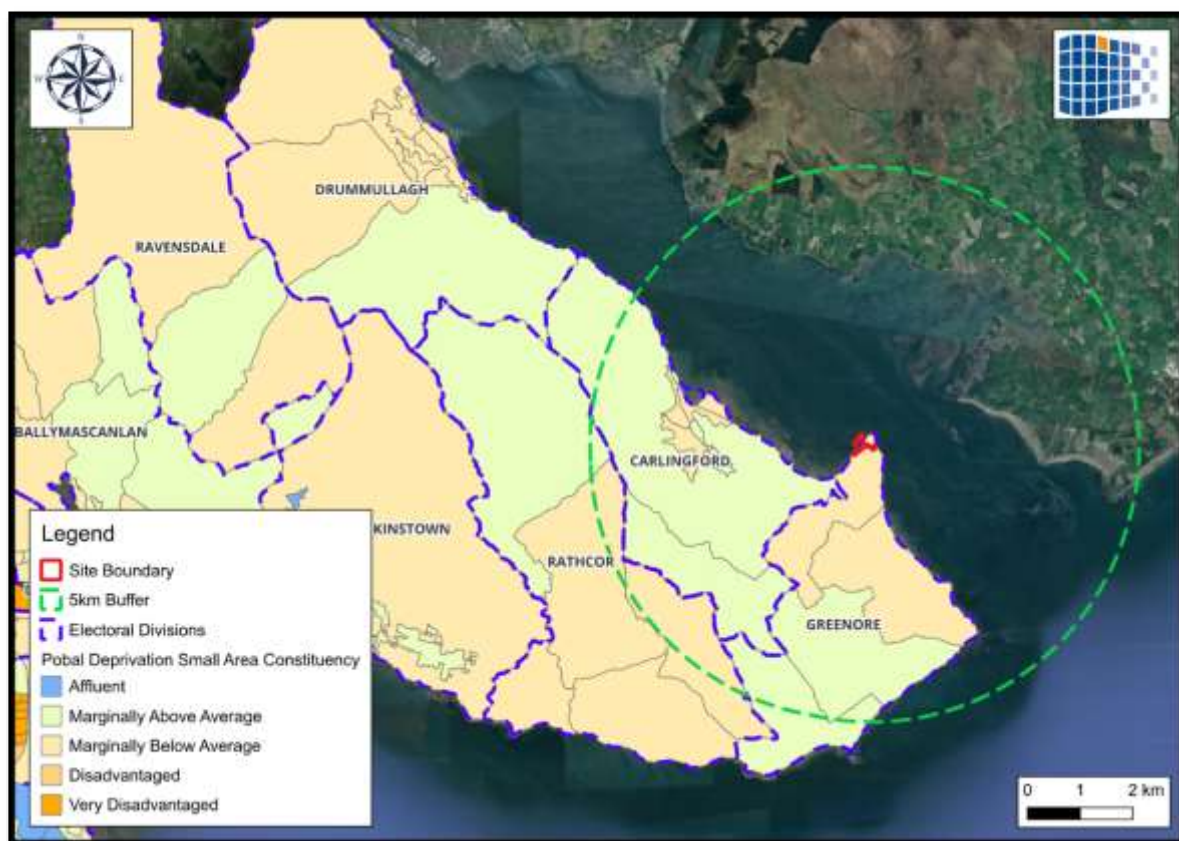 N
W
E
S
DRUMMULLAGH
RAVENSDALE
BALLYMASCANLAN
CARLINGFORD
KINSTOWN
RATHCOR
GREENORE
Legend
Site Boundary
5km Buffer
Electoral Divisions
Pobal Deprivation Small Area Constituency
Affluent
Marginally Above Average
Marginally Below Average
Disadvantaged
Very Disadvantaged
0 1 2 km